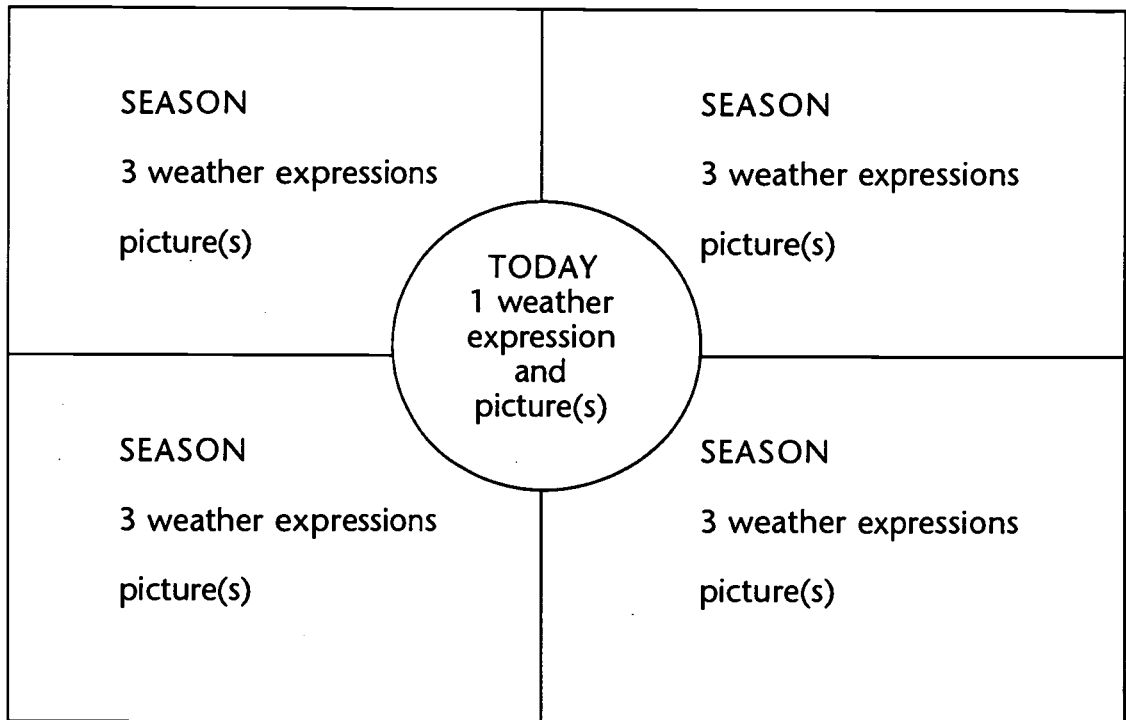 SEASON
3 weather expressions
picture(s)
SEASON
3 weather expressions
picture(s)
TODAY
1 weather
expression
and
picture(s)
SEASON
3 weather expressions
picture(s)
SEASON
3 weather expressions
picture(s)